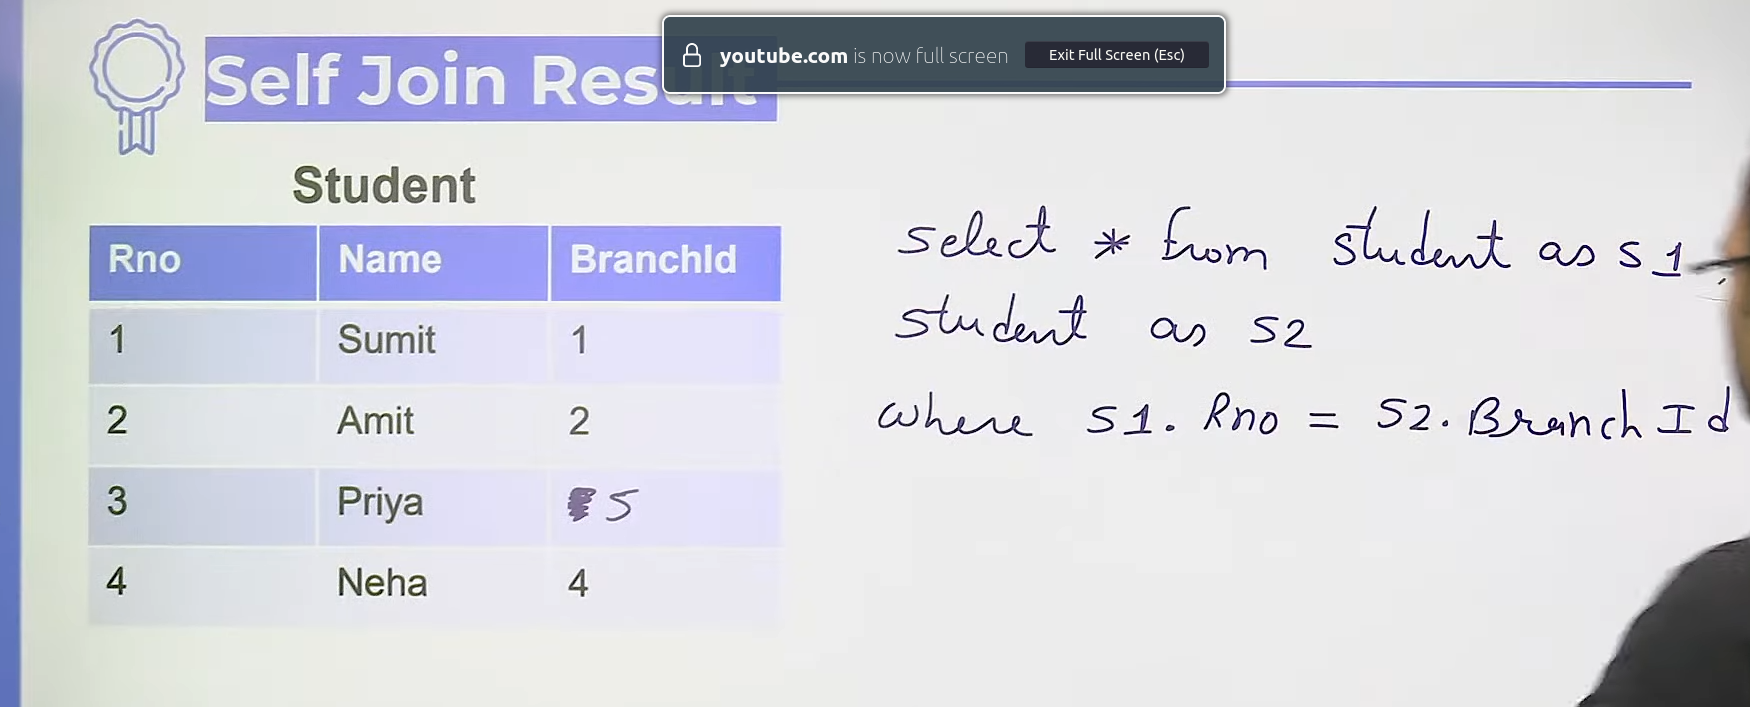 youtube.com is now full screen Exit Full Screen (Esc)
Self Join Result
Student
Rno Name BranchId
1 Sumit 1
2 Amit 2
3 Priya 5
4 Neha 4
select * from student as s1,
student as s2
where s1.Rno = s2.BranchId